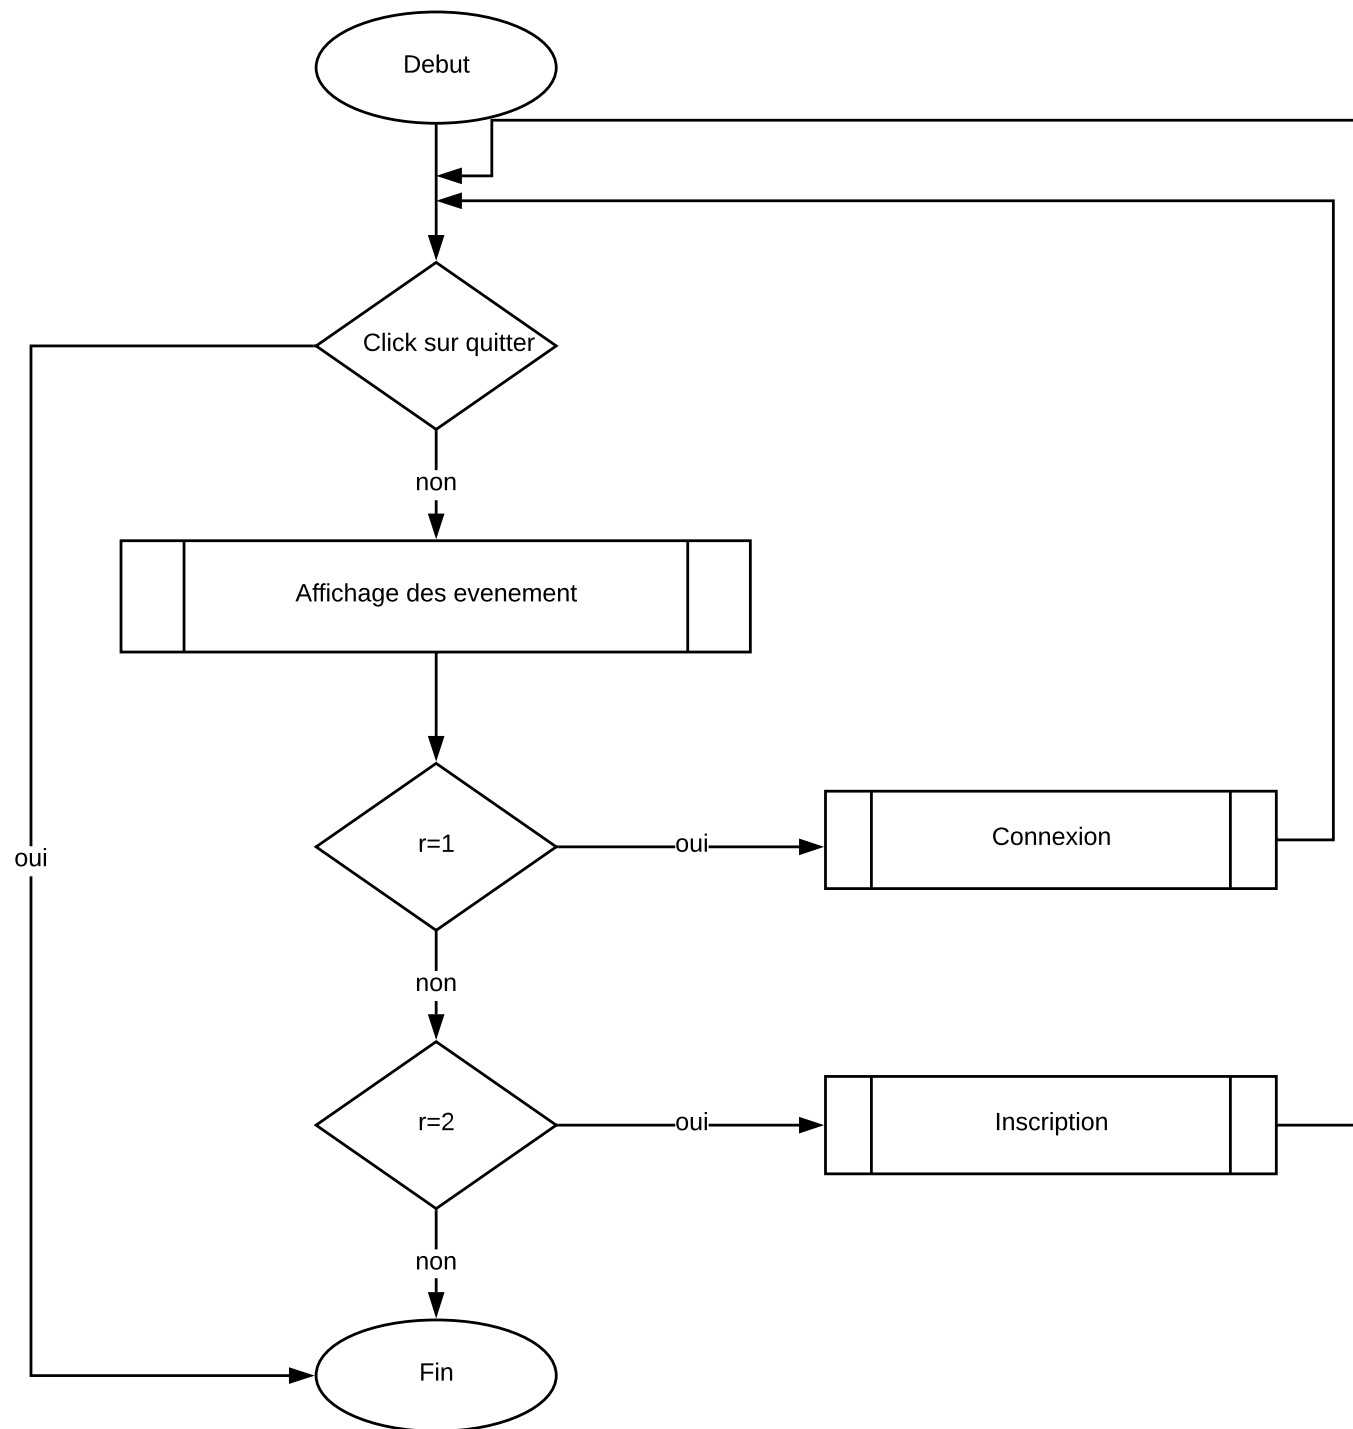 Debut
Click sur quitter
non
Affichage des evenement
r=1
oui
Connexion
oui
non
r=2
oui
Inscription
non
Fin